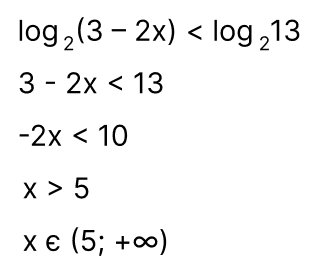 log₂(3 – 2x) < log₂13
3 - 2x < 13
-2x < 10
x > 5
x є (5; +∞)